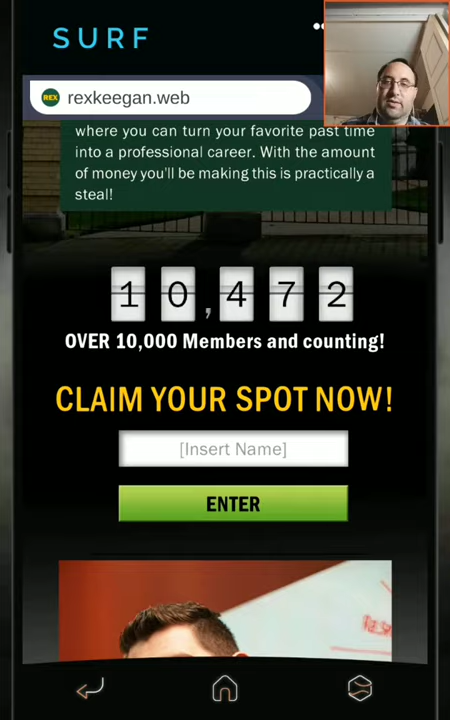 SURF
REX
rexkeegan.web
where you can turn your favorite past time
into a professional career. With the amount
of money you'll be making this is practically a
steal!
10,472
OVER 10,000 Members and counting!
CLAIM YOUR SPOT NOW!
[Insert Name]
ENTER